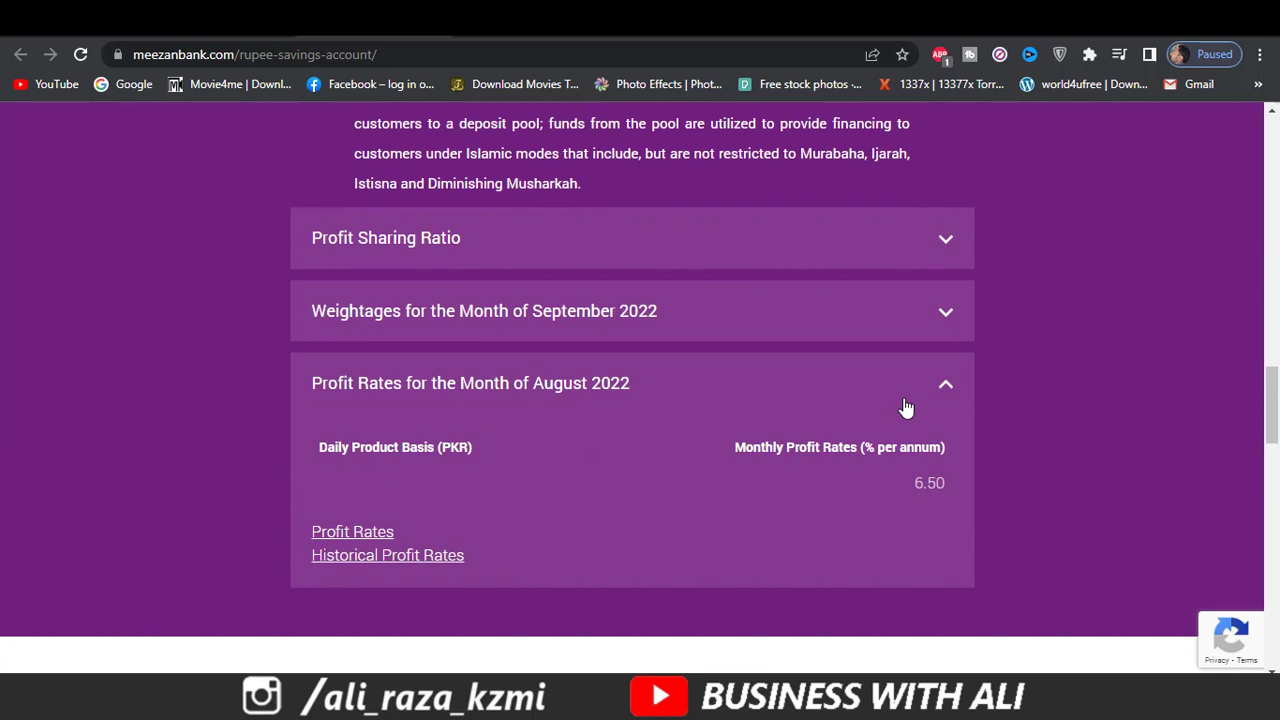 meezanbank.com/rupee-savings-account/
ABP
1
tb
Paused
YouTube
Google
Movie4me | Downl...
Facebook – log in o...
Download Movies T...
Photo Effects | Phot...
Free stock photos -...
1337x | 13377x Torr...
world4ufree | Down...
Gmail
»
customers to a deposit pool; funds from the pool are utilized to provide financing to
customers under Islamic modes that include, but are not restricted to Murabaha, Ijarah,
Istisna and Diminishing Musharkah.
Profit Sharing Ratio
Weightages for the Month of September 2022
Profit Rates for the Month of August 2022
Daily Product Basis (PKR)
Monthly Profit Rates (% per annum)
6.50
Profit Rates
Historical Profit Rates
Privacy - Terms
/ali_raza_kzmi
BUSINESS WITH ALI